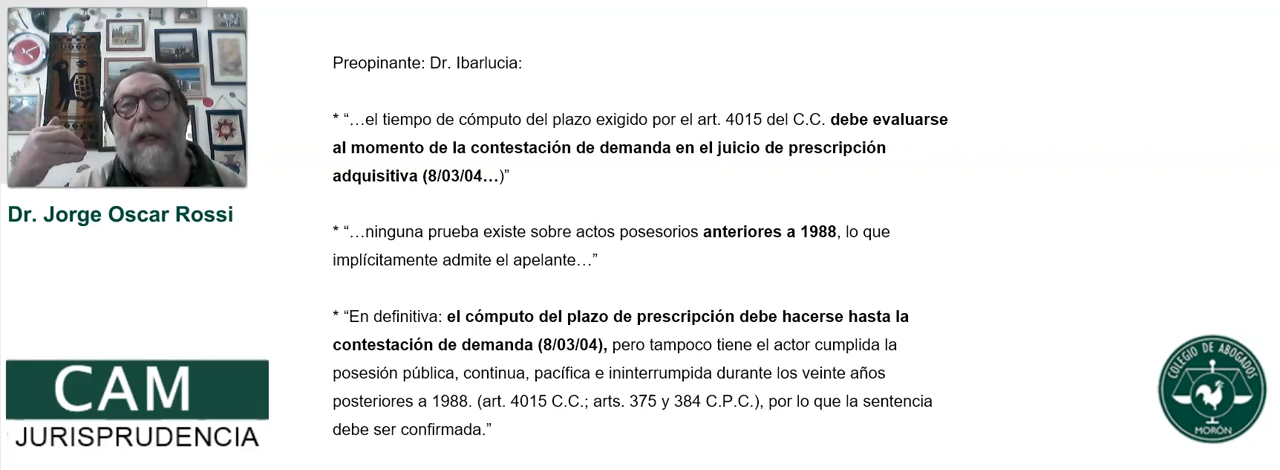 Preopinante: Dr. Ibarlucia:
* “…el tiempo de cómputo del plazo exigido por el art. 4015 del C.C. debe evaluarse
al momento de la contestación de demanda en el juicio de prescripción
adquisitiva (8/03/04…)”
* “…ninguna prueba existe sobre actos posesorios anteriores a 1988, lo que
implícitamente admite el apelante…”
* “En definitiva: el cómputo del plazo de prescripción debe hacerse hasta la
contestación de demanda (8/03/04), pero tampoco tiene el actor cumplida la
posesión pública, continua, pacífica e ininterrumpida durante los veinte años
posteriores a 1988. (art. 4015 C.C.; arts. 375 y 384 C.P.C.), por lo que la sentencia
debe ser confirmada.”
Dr. Jorge Oscar Rossi
CAM
JURISPRUDENCIA
COLEGIO DE ABOGADOS
MORÓN